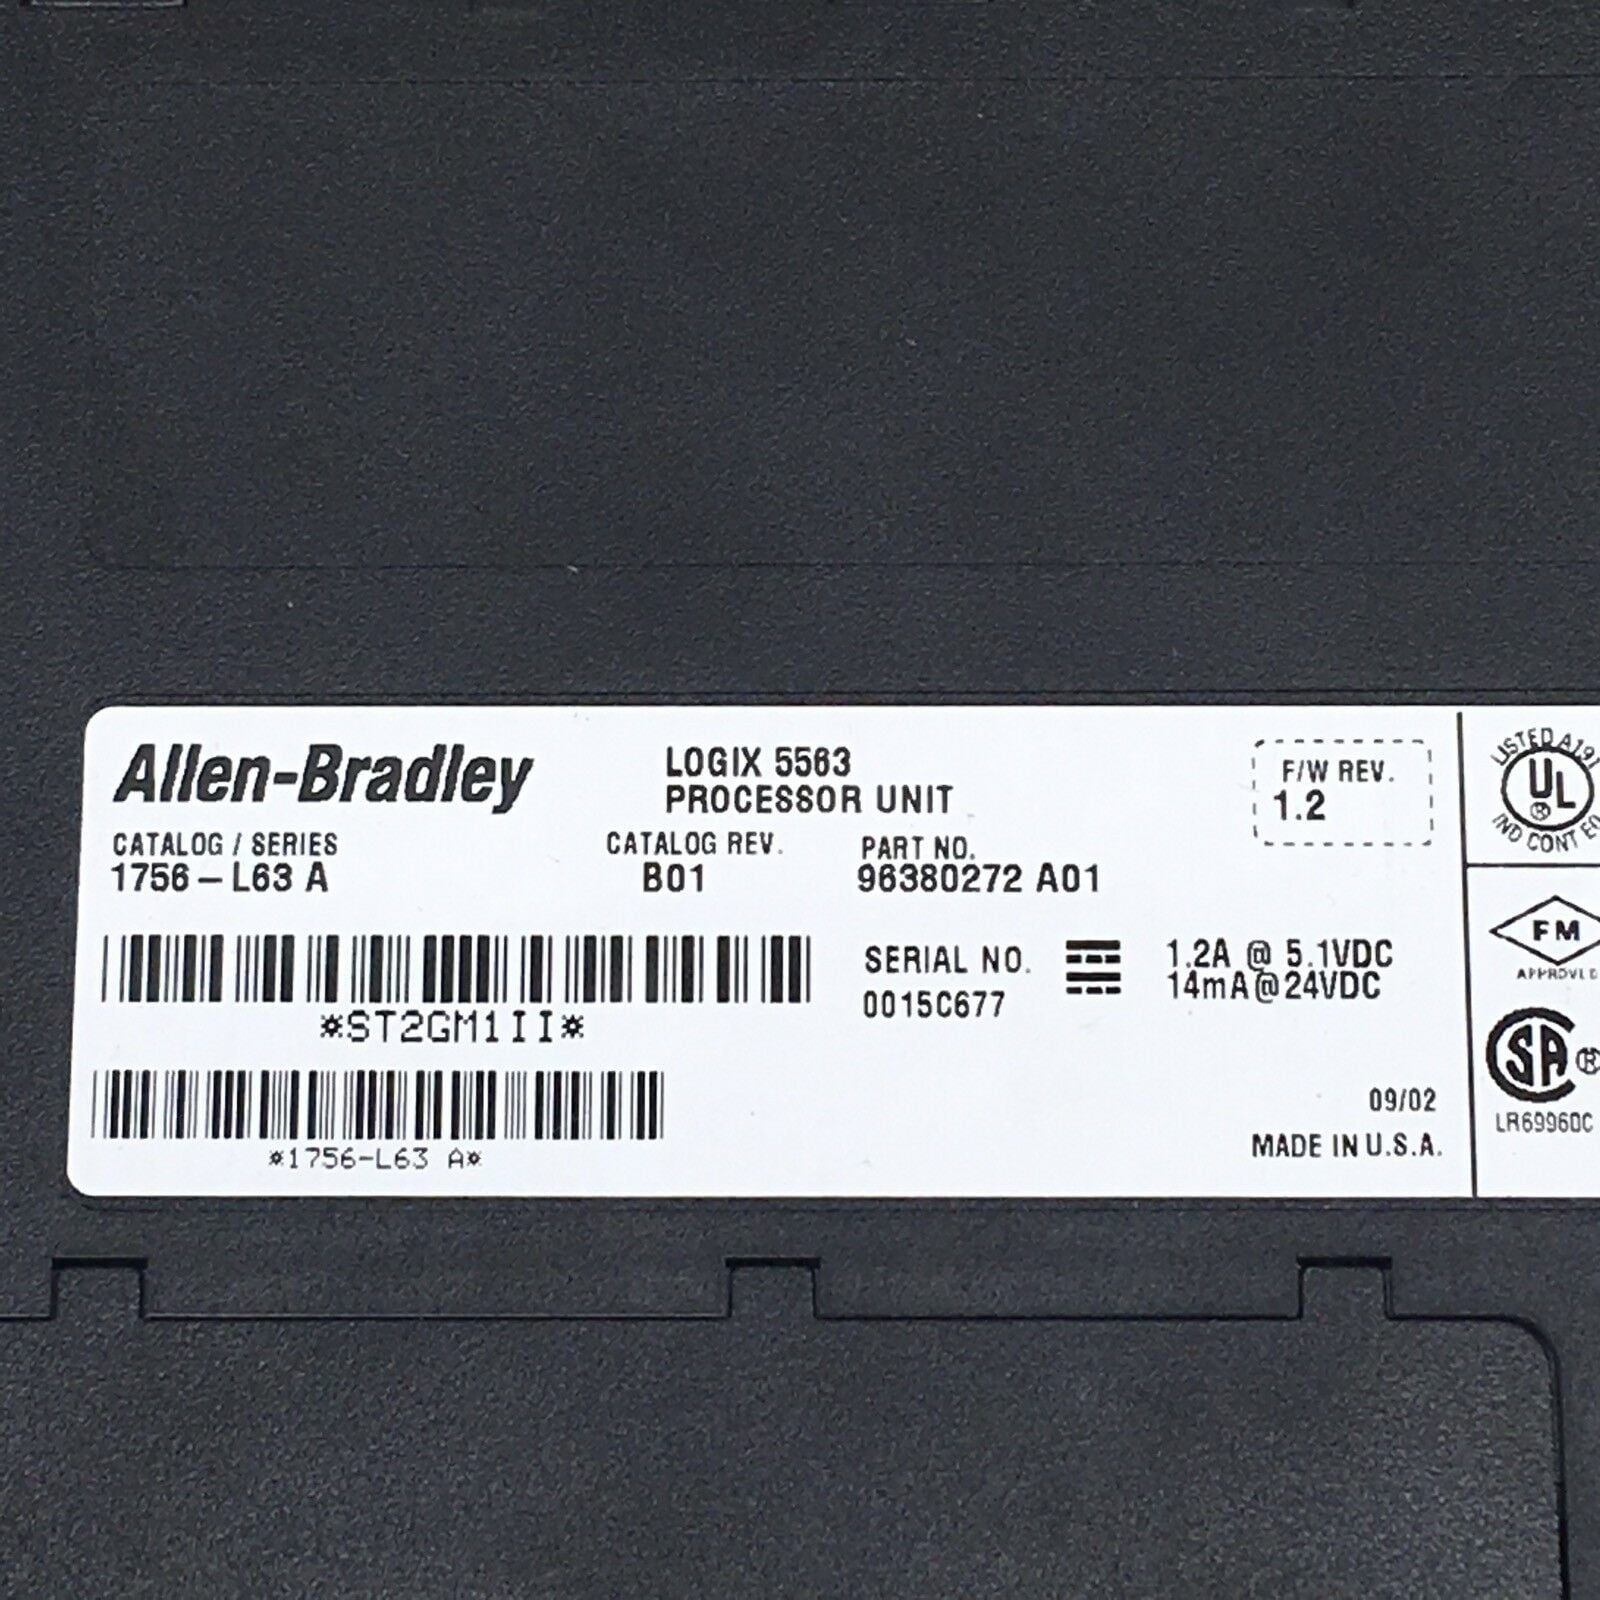 Allen-Bradley
LOGIX 5563
PROCESSOR UNIT
F/W REV.
1.2
CATALOG / SERIES
1756-L63 A
CATALOG REV.
B01
PART NO.
96380272 A01
*ST2GM1II*
SERIAL NO.
0015C677
1.2A @ 5.1VDC
14mA@24VDC
*1756-L63 A*
09/02
MADE IN U.S.A.
LISTED A191
UL
®
IND CONT EQ
FM
APPROVED
SA ®
LR69960C